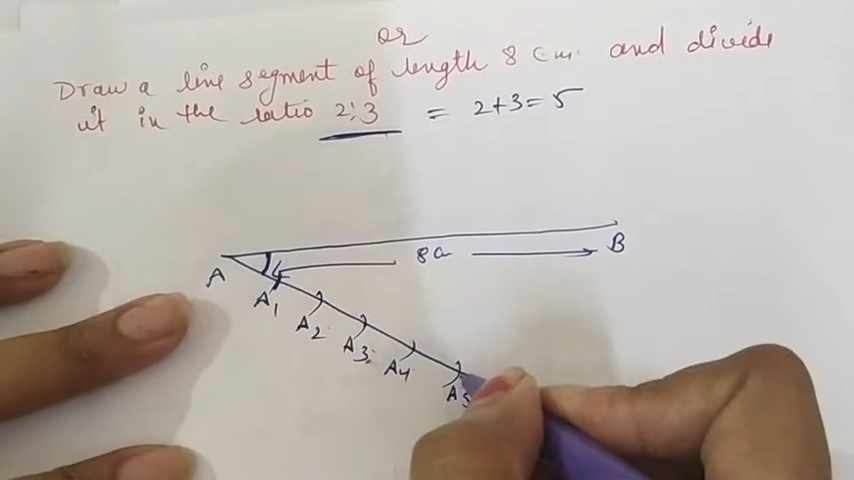 or
Draw a line segment of length 8 cm. and divide
it in the ratio 2:3 = 2+3=5
A 8 cm B
A1
A2
A3
A4
A5